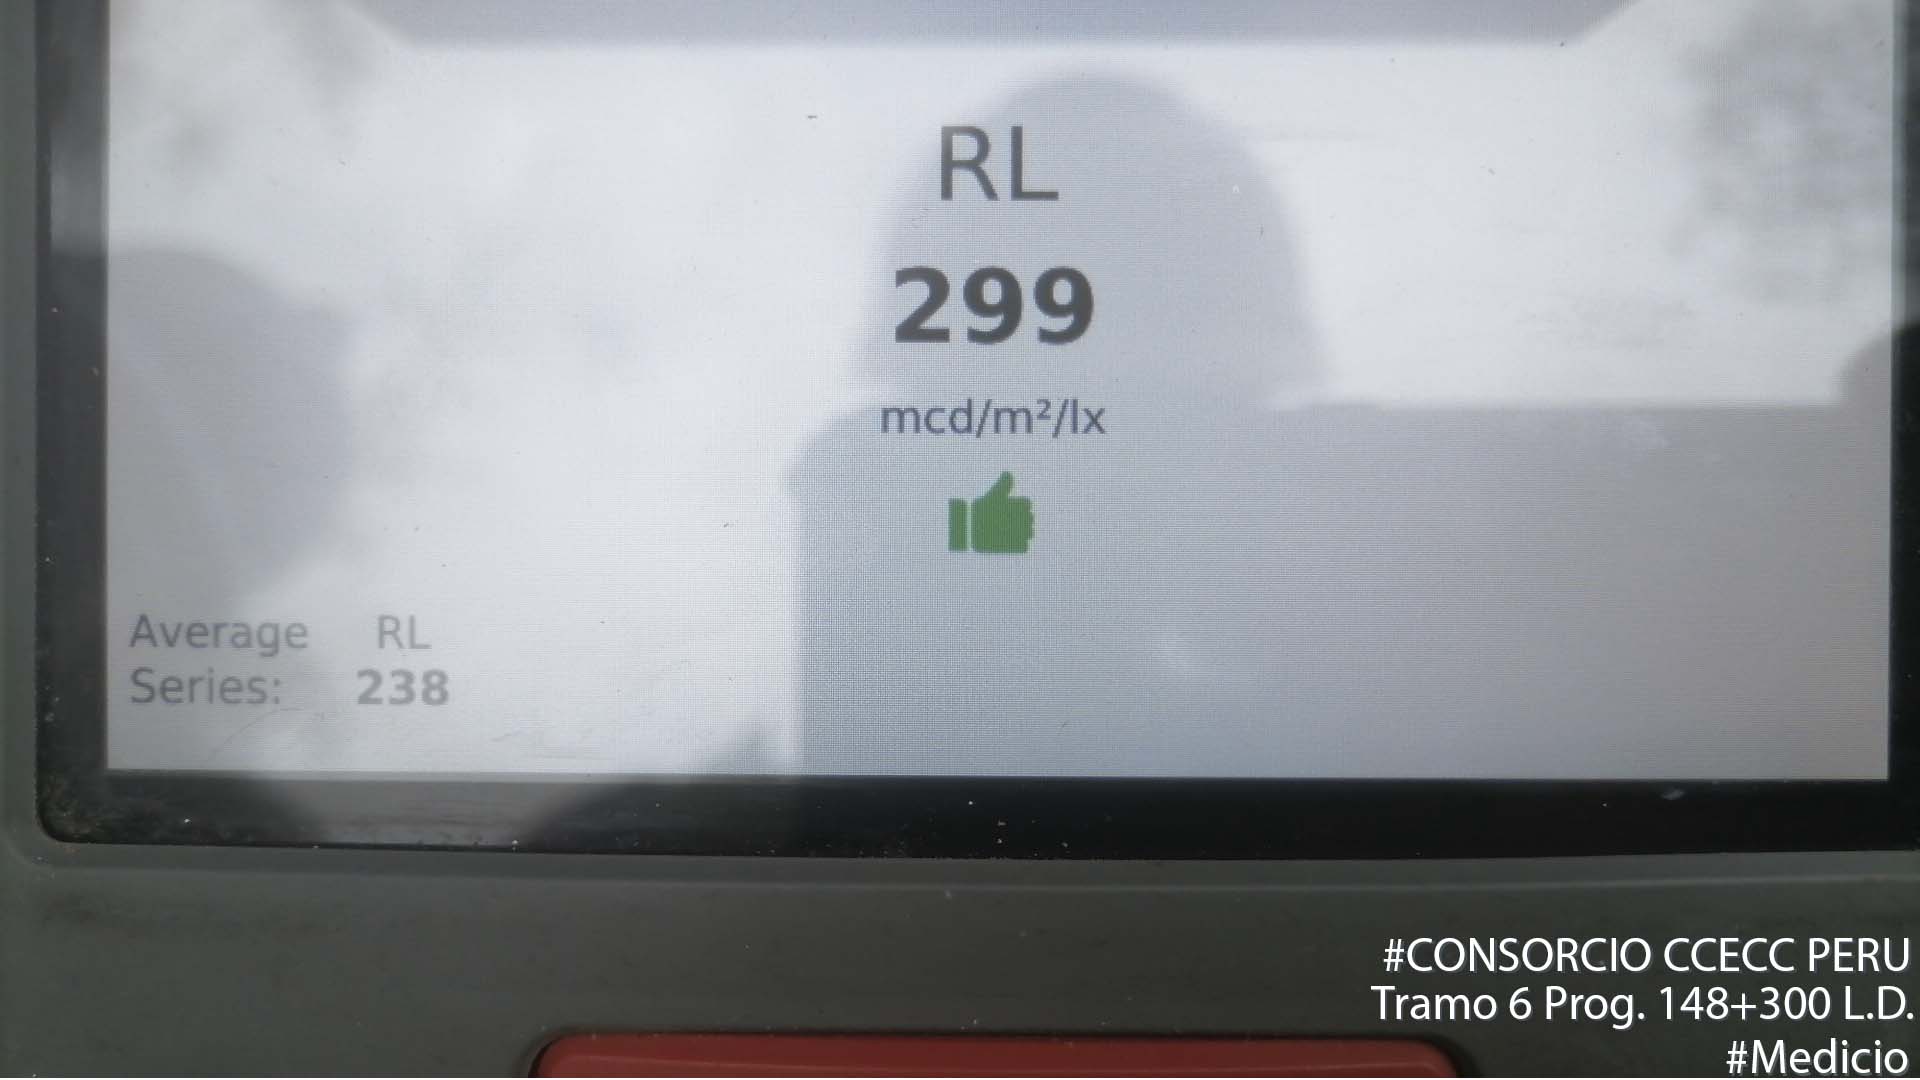 RL
299
mcd/m²/lx
Average RL
Series: 238
#CONSORCIO CCECC PERU
Tramo 6 Prog. 148+300 L.D.
#Medicio